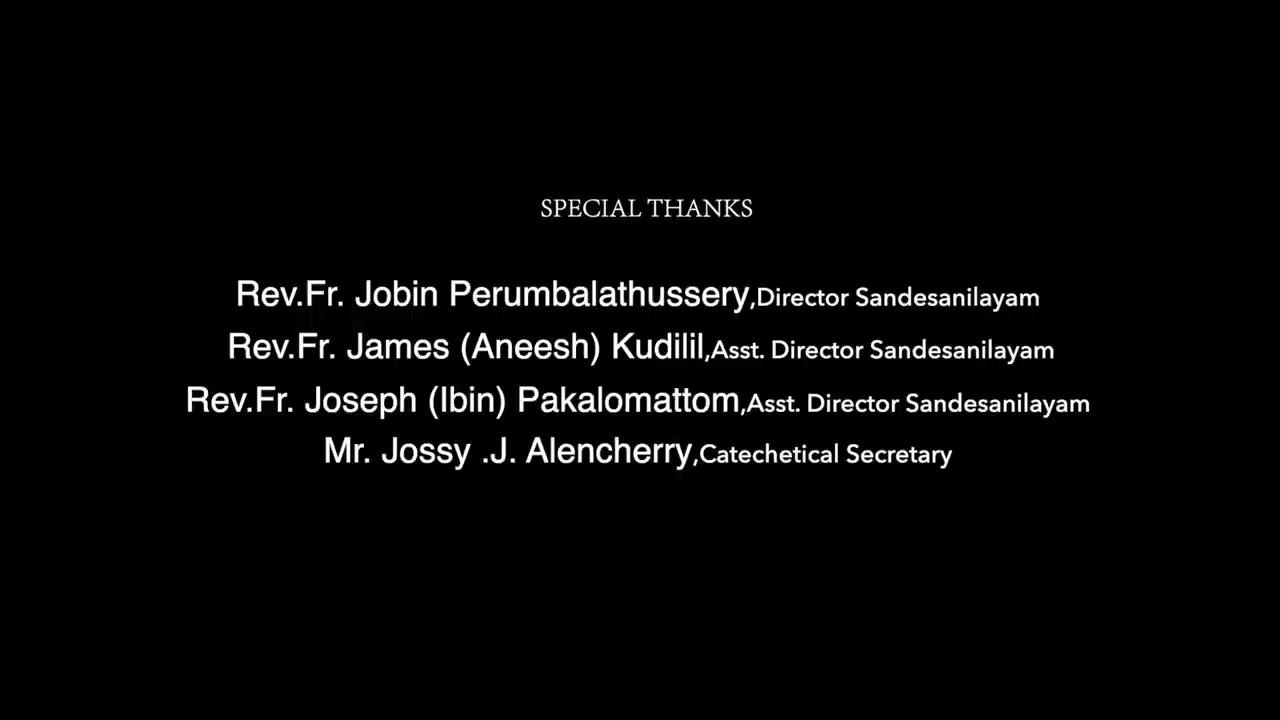 SPECIAL THANKS
Rev.Fr. Jobin Perumbalathussery,Director Sandesanilayam
Rev.Fr. James (Aneesh) Kudilil,Asst. Director Sandesanilayam
Rev.Fr. Joseph (Ibin) Pakalomattom,Asst. Director Sandesanilayam
Mr. Jossy .J. Alencherry,Catechetical Secretary